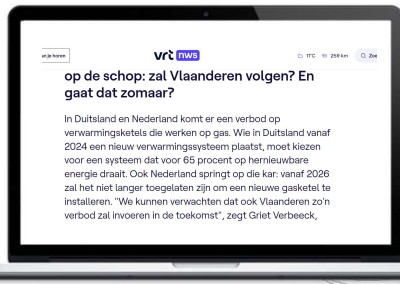 an je horen
vrt nws
11°C
259 km
Zoe
op de schop: zal Vlaanderen volgen? En
gaat dat zomaar?
In Duitsland en Nederland komt er een verbod op
verwarmingsketels die werken op gas. Wie in Duitsland vanaf
2024 een nieuw verwarmingssysteem plaatst, moet kiezen
voor een systeem dat voor 65 procent op hernieuwbare
energie draait. Ook Nederland springt op die kar: vanaf 2026
zal het niet langer toegelaten zijn om een nieuwe gasketel te
installeren. "We kunnen verwachten dat ook Vlaanderen zo'n
verbod zal invoeren in de toekomst", zegt Griet Verbeeck,